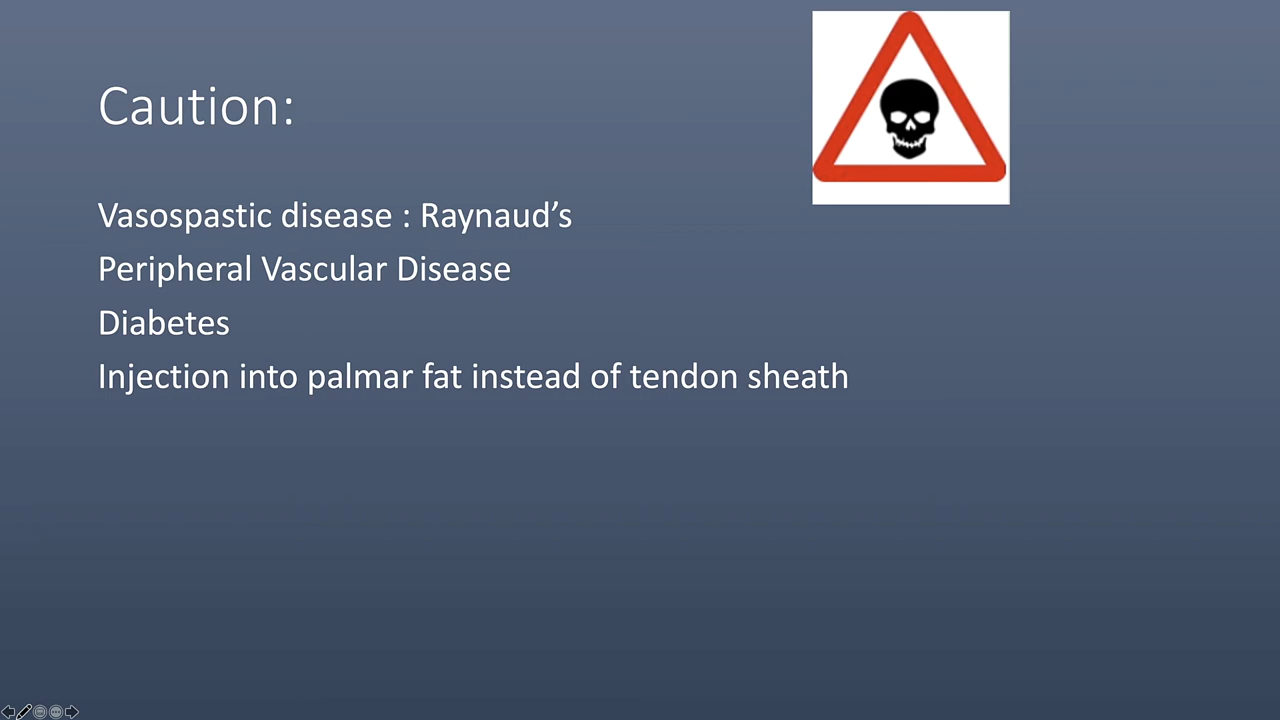 Caution:
Vasospastic disease : Raynaud’s
Peripheral Vascular Disease
Diabetes
Injection into palmar fat instead of tendon sheath